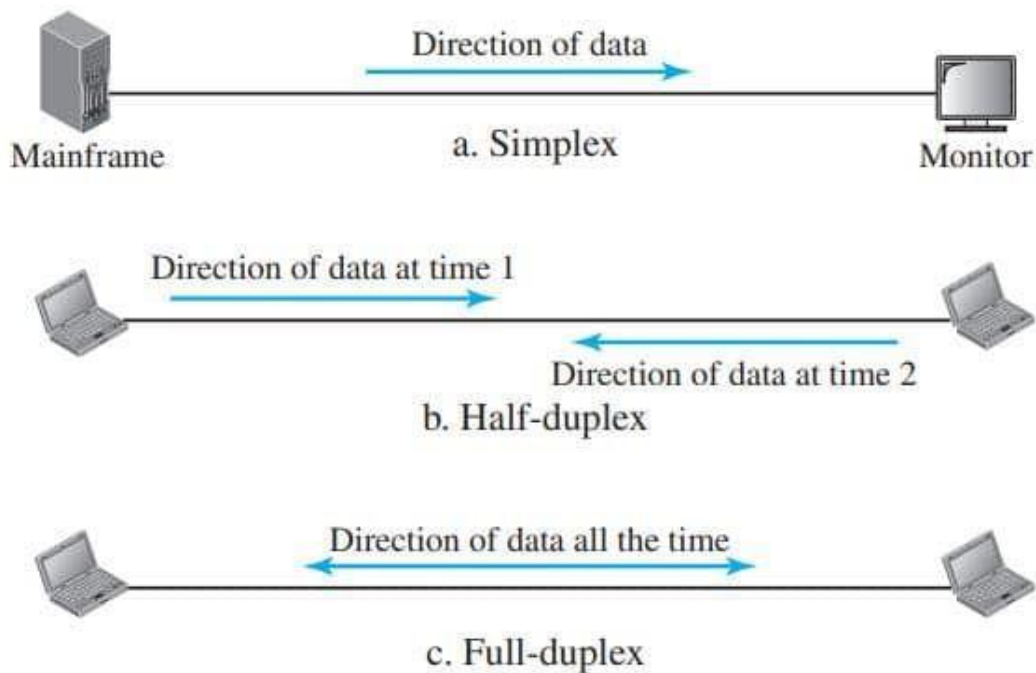 Direction of data
Mainframe
a. Simplex
Monitor
Direction of data at time 1
Direction of data at time 2
b. Half-duplex
Direction of data all the time
c. Full-duplex